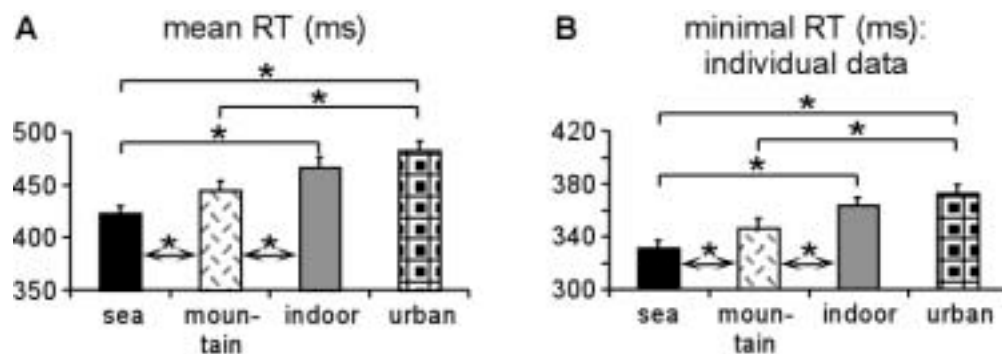 A
mean RT (ms)
*
*
*
500
450
400
350
*
*
sea
moun-
tain
indoor
urban
B
minimal RT (ms):
individual data
*
*
*
420
380
340
300
*
*
sea
moun-
tain
indoor
urban